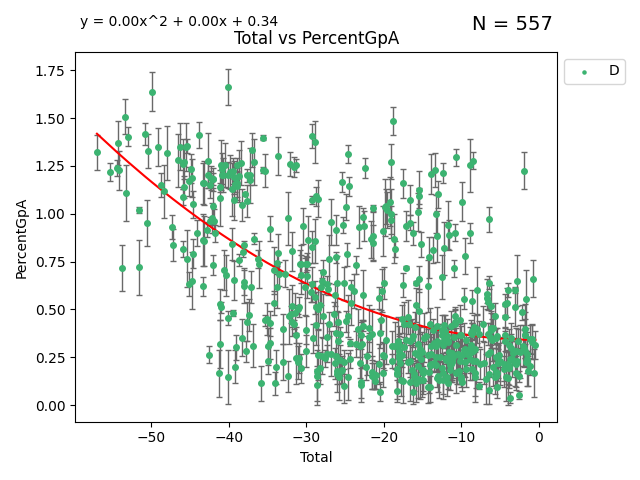 y = 0.00x^2 + 0.00x + 0.34
N = 557
Total vs PercentGpA
D
1.75
1.50
1.25
1.00
0.75
0.50
0.25
0.00
PercentGpA
−50 −40 −30 −20 −10 0
Total